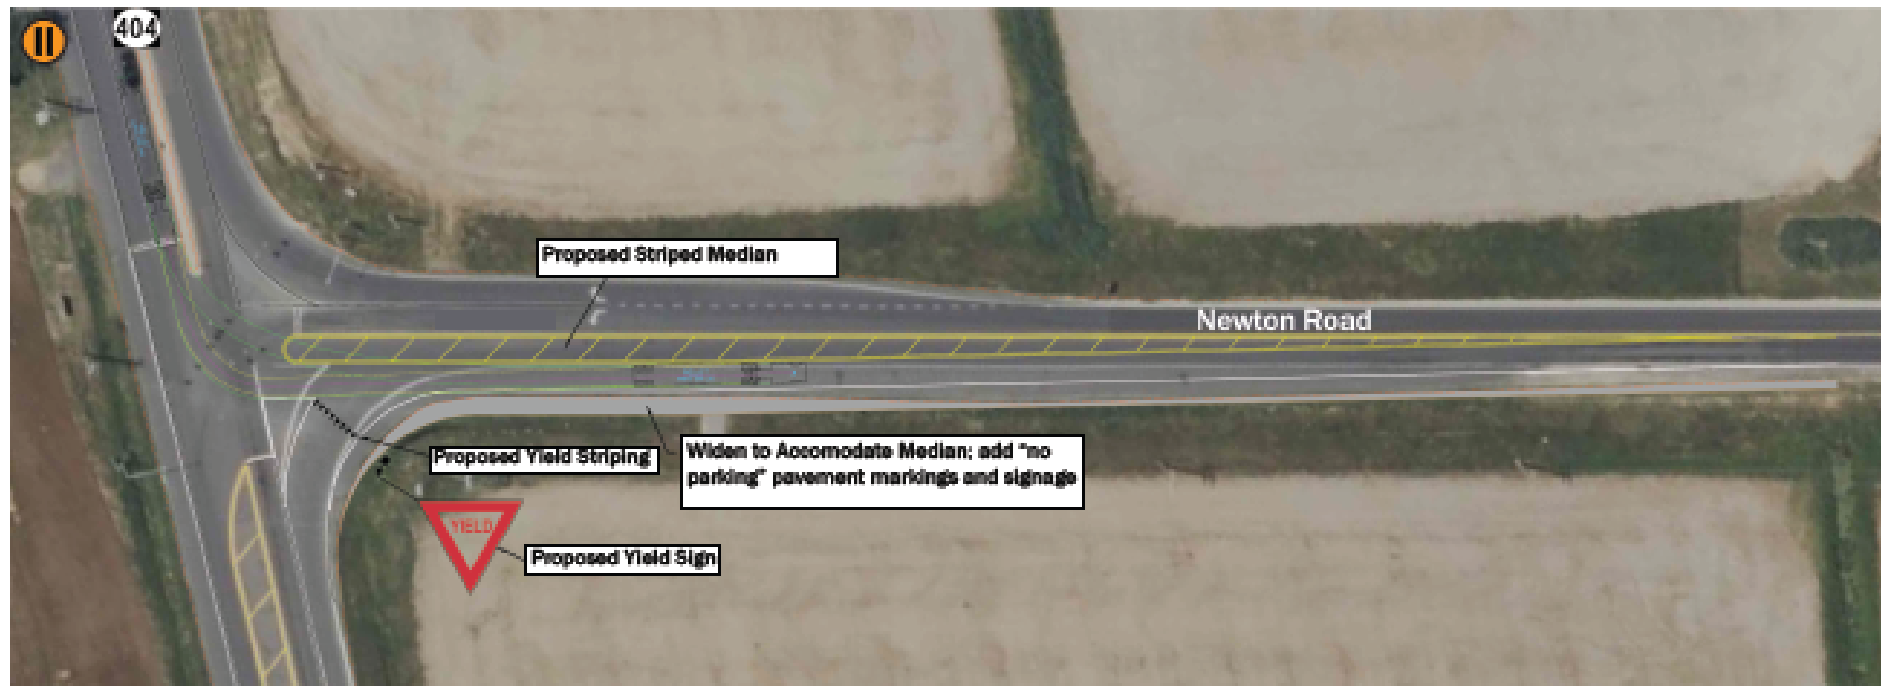 404
Proposed Striped Median
Newton Road
Proposed Yield Striping
Widen to Accomodate Median; add "no
parking" pavement markings and signage
YIELD
Proposed Yield Sign